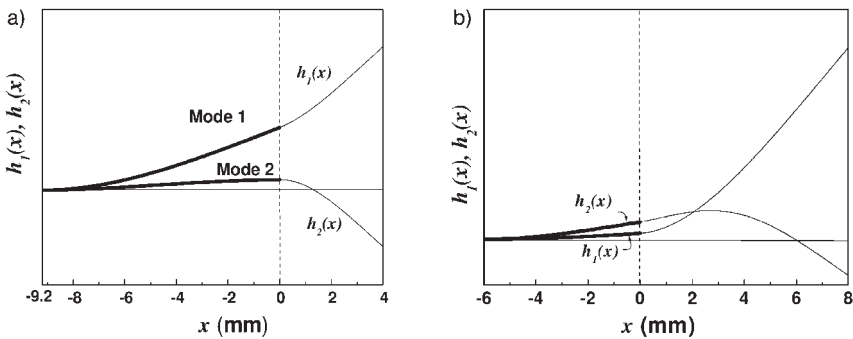 a)
h₁(x), h₂(x)
h₁(x)
Mode 1
Mode 2
h₂(x)
-9.2 -8 -6 -4 -2 0 2 4
x (mm)
b)
h₁(x), h₂(x)
h₂(x)
h₁(x)
-6 -4 -2 0 2 4 6 8
x (mm)